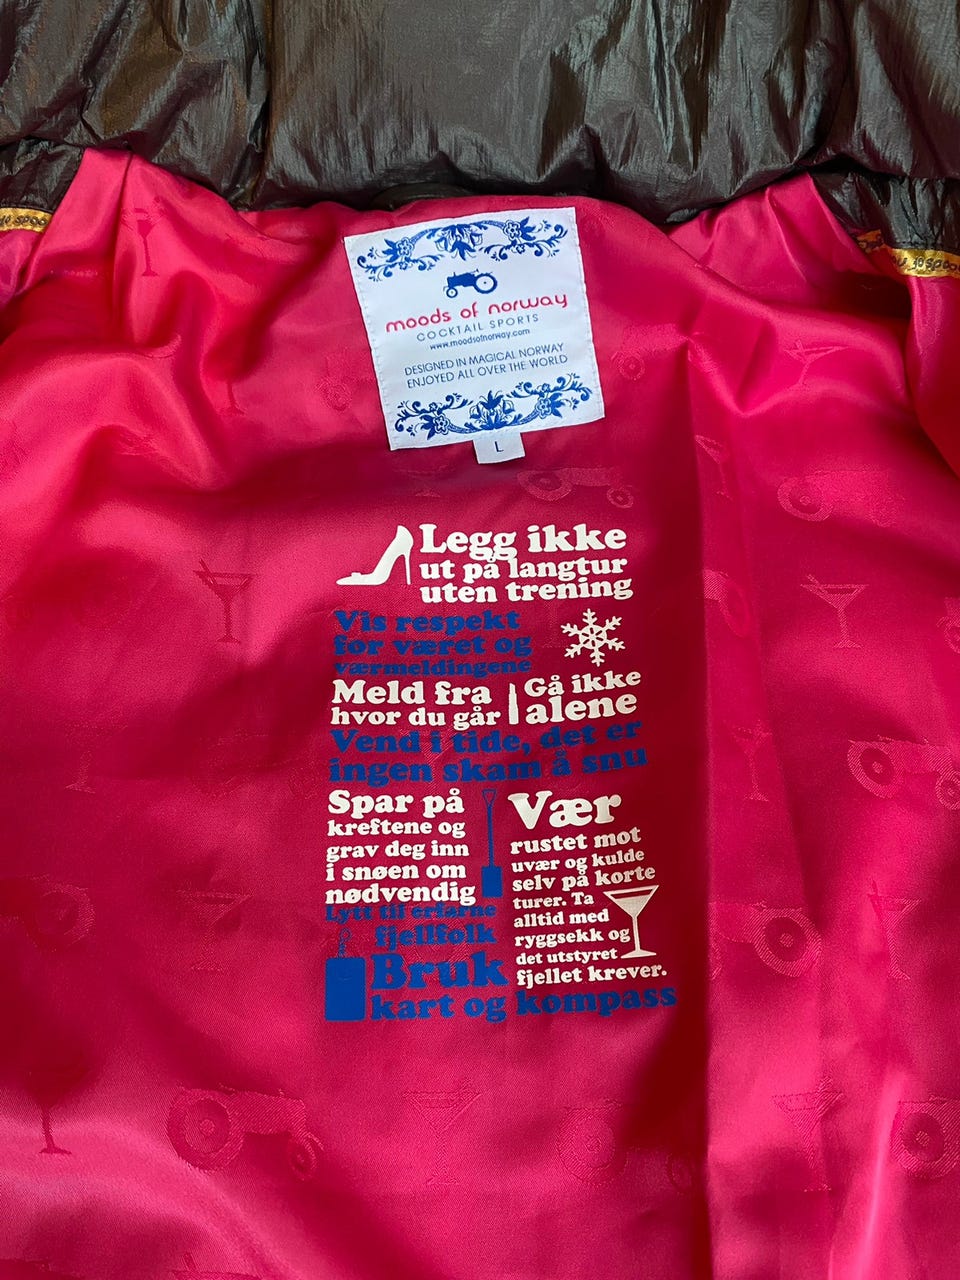 moods of norway
COCKTAIL SPORTS
www.moodsofnorway.com
DESIGNED IN MAGICAL NORWAY
ENJOYED ALL OVER THE WORLD
L
Legg ikke
ut på langtur
uten trening
Vis respekt
for været og
værmeldingene
Meld fra
hvor du går
Gå ikke
alene
Vend i tide, det er
ingen skam å snu
Spar på
kreftene og
grav deg inn
i snøen om
nødvendig
Vær
rustet mot
uvær og kulde
selv på korte
turer. Ta
alltid med
ryggsekk og
det utstyret
fjellet krever.
Lytt til erfarne
fjellfolk
Bruk
kart og kompass